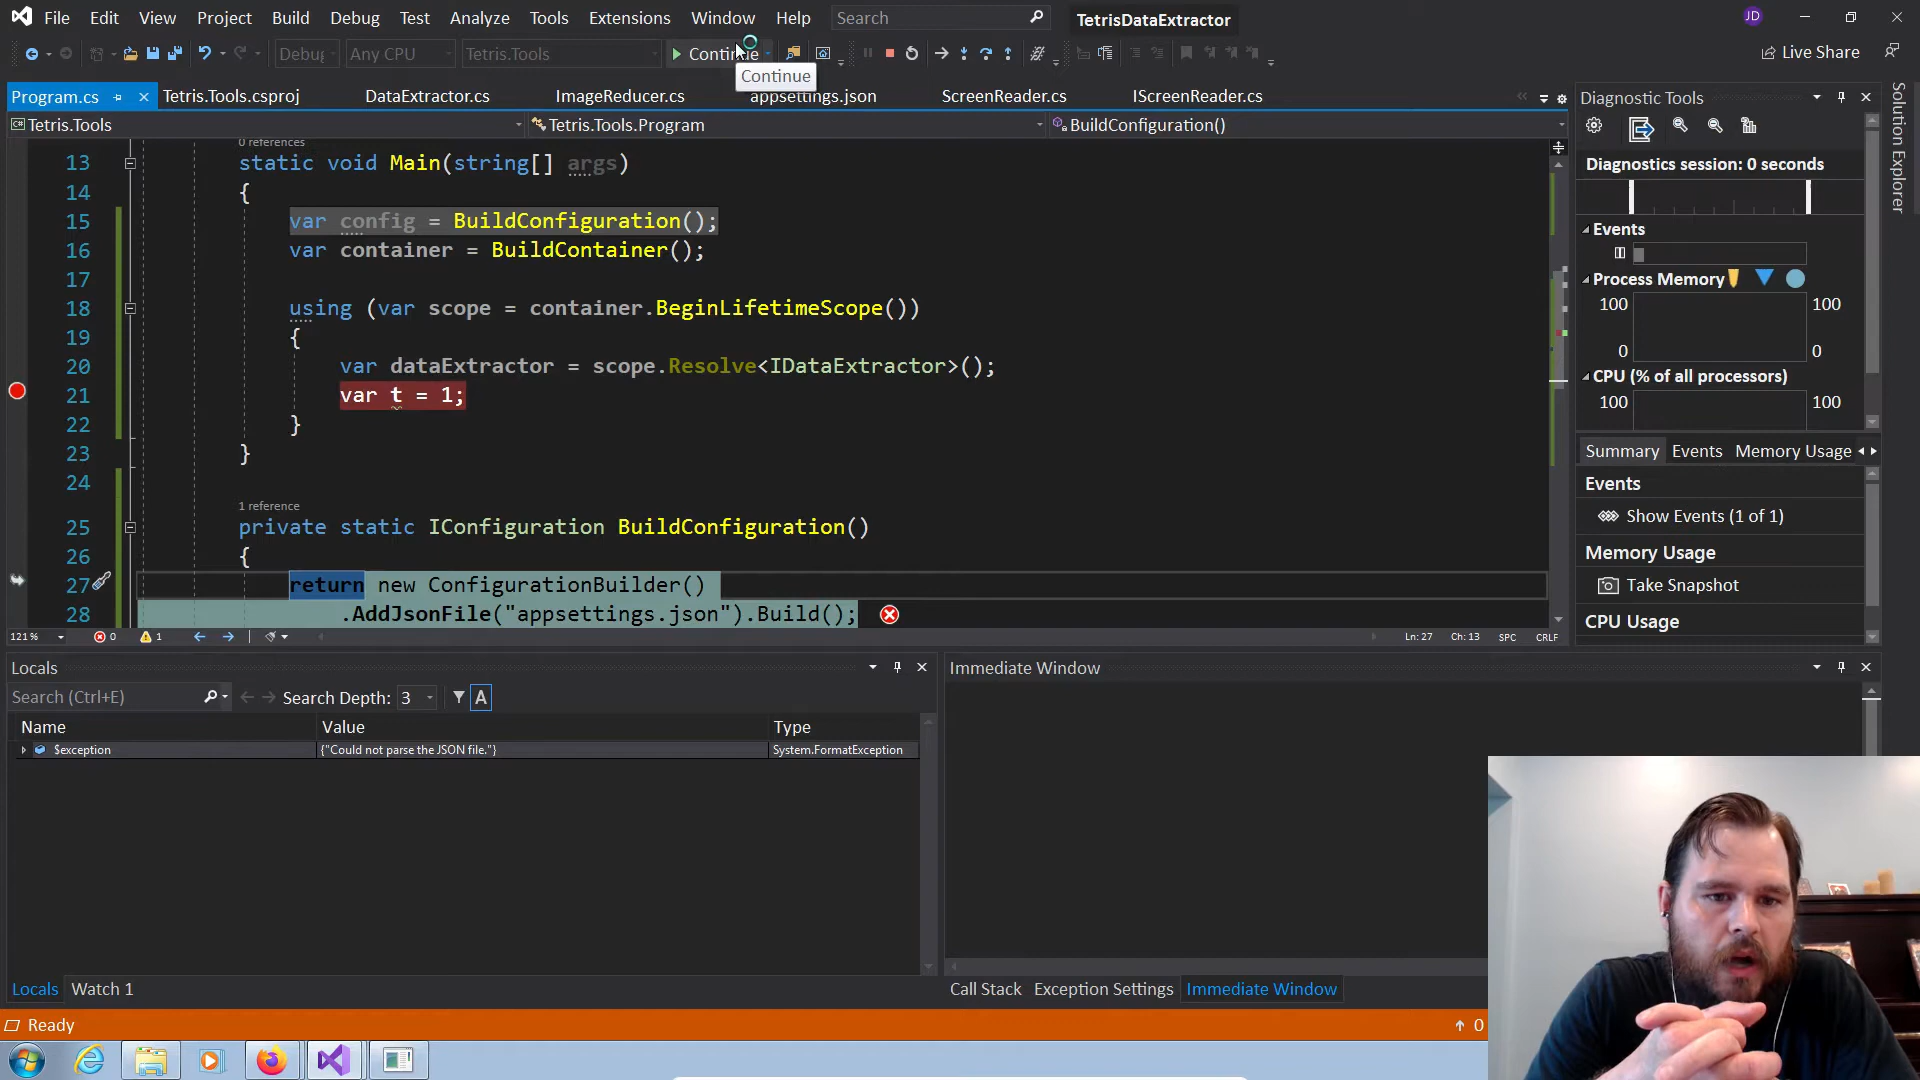 File Edit View Project Build Debug Test Analyze Tools Extensions Window Help Search TetrisDataExtractor JD
Debug Any CPU Tetris.Tools Continue Live Share
Continue
Program.cs Tetris.Tools.csproj DataExtractor.cs ImageReducer.cs appsettings.json ScreenReader.cs IScreenReader.cs
Tetris.Tools Tetris.Tools.Program BuildConfiguration()
0 references
13 static void Main(string[] args)
14 {
15 var config = BuildConfiguration();
16 var container = BuildContainer();
17
18 using (var scope = container.BeginLifetimeScope())
19 {
20 var dataExtractor = scope.Resolve<IDataExtractor>();
21 var t = 1;
22 }
23 }
24
1 reference
25 private static IConfiguration BuildConfiguration()
26 {
27 return new ConfigurationBuilder()
28 .AddJsonFile("appsettings.json").Build();
121 % 0 1 Ln: 27 Ch: 13 SPC CRLF
Diagnostic Tools
Diagnostics session: 0 seconds
Events
Process Memory
100 100
0 0
CPU (% of all processors)
100 100
Summary Events Memory Usage
Events
Show Events (1 of 1)
Memory Usage
Take Snapshot
CPU Usage
Solution Explorer
Locals
Search (Ctrl+E) Search Depth: 3 A
Name Value Type
$exception {"Could not parse the JSON file."} System.FormatException
Locals Watch 1
Immediate Window
Call Stack Exception Settings Immediate Window
Ready 0